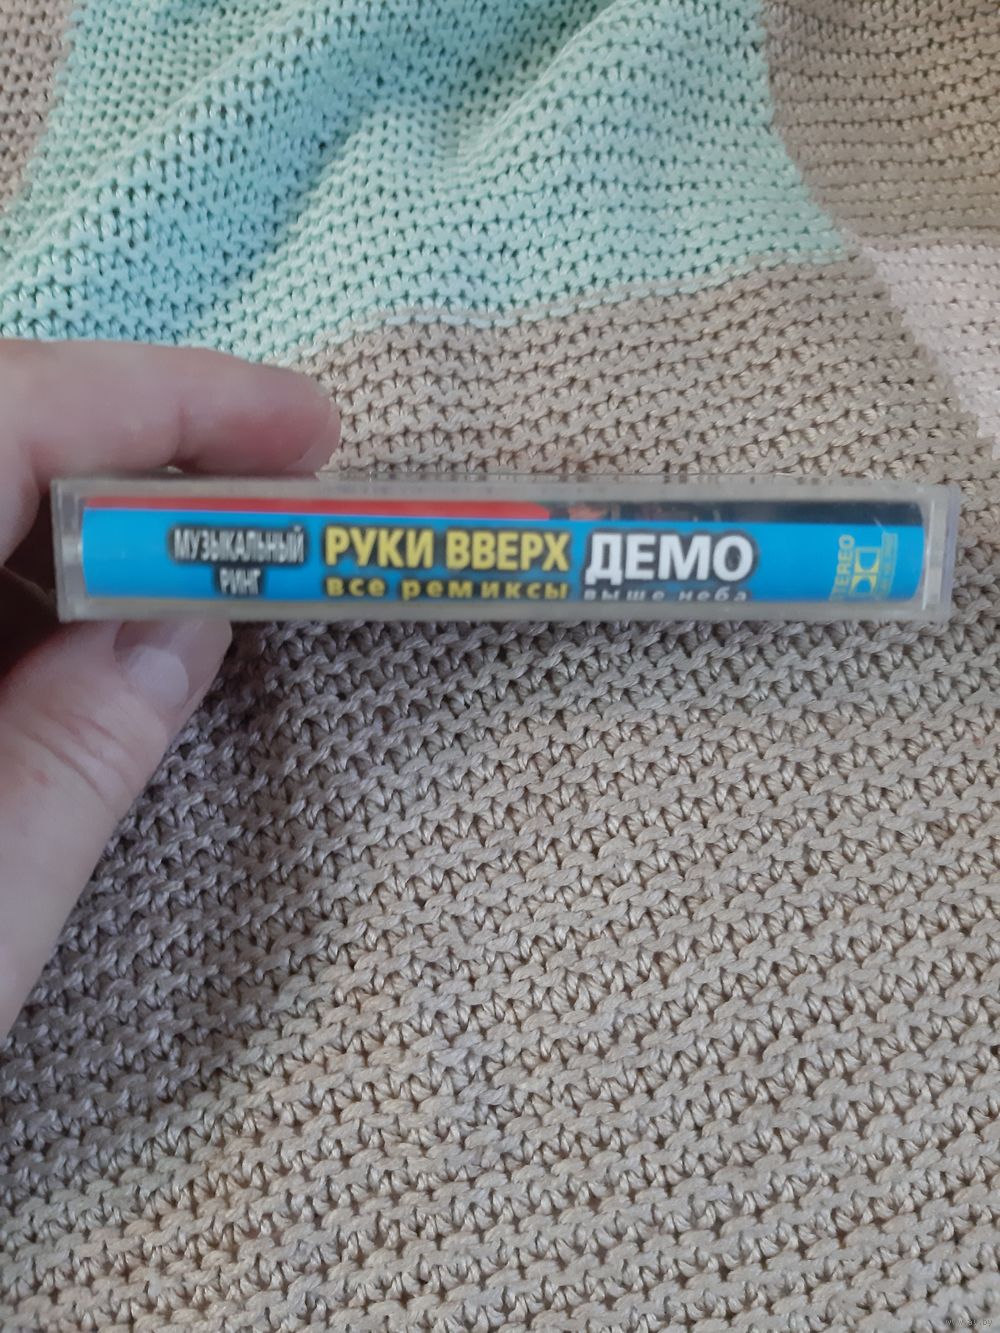 МУЗЫКАЛЬНЫЙ
РИНГ
РУКИ ВВЕРХ
все ремиксы
ДЕМО
выше неба
STEREO